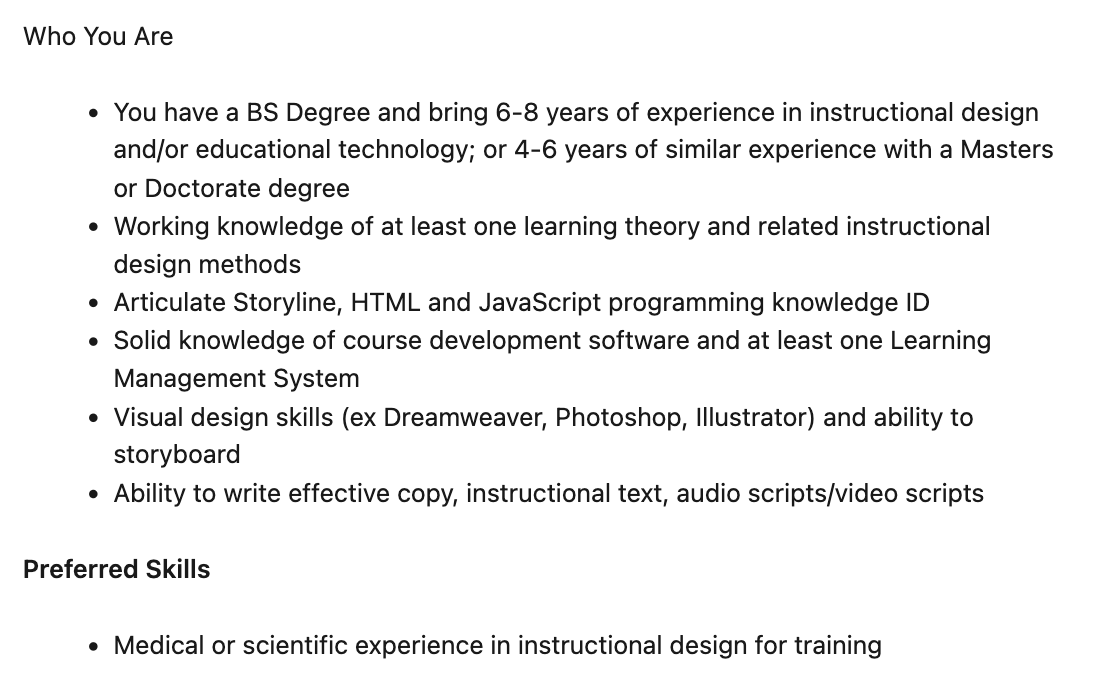 Who You Are
• You have a BS Degree and bring 6-8 years of experience in instructional design
and/or educational technology; or 4-6 years of similar experience with a Masters
or Doctorate degree
• Working knowledge of at least one learning theory and related instructional
design methods
• Articulate Storyline, HTML and JavaScript programming knowledge ID
• Solid knowledge of course development software and at least one Learning
Management System
• Visual design skills (ex Dreamweaver, Photoshop, Illustrator) and ability to
storyboard
• Ability to write effective copy, instructional text, audio scripts/video scripts
Preferred Skills
• Medical or scientific experience in instructional design for training